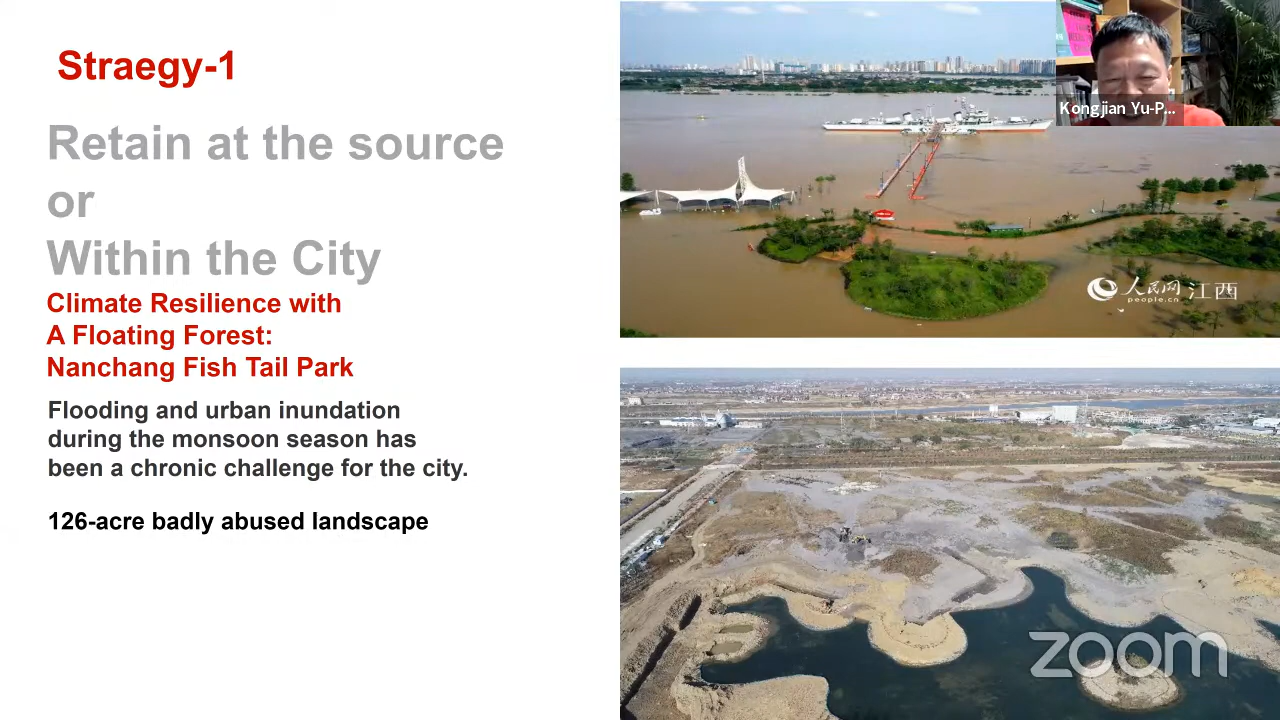 Straegy-1
Retain at the source
or
Within the City
Climate Resilience with
A Floating Forest:
Nanchang Fish Tail Park
Flooding and urban inundation
during the monsoon season has
been a chronic challenge for the city.
126-acre badly abused landscape
Kongjian Yu-P...
人民网 江西
people.cn
zoom